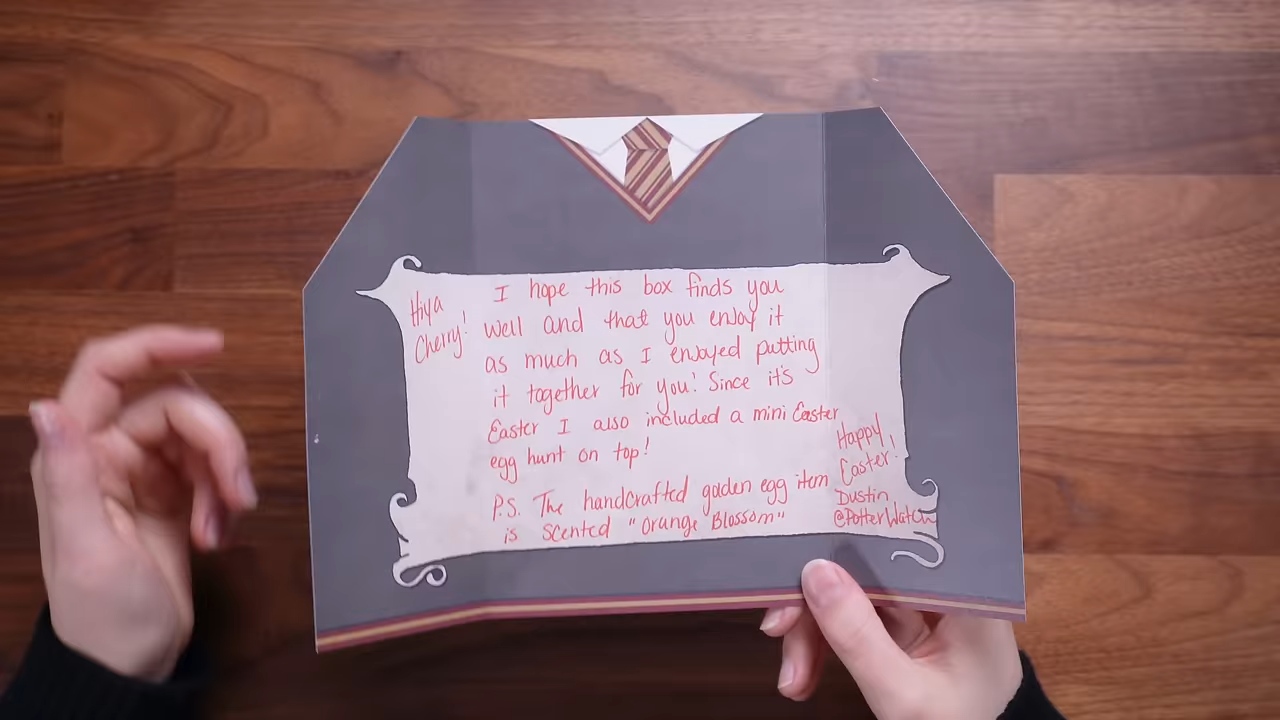 Hiya
Cherry!
I hope this box finds you
well and that you enjoy it
as much as I enjoyed putting
it together for you! Since it's
Easter I also included a mini Easter
egg hunt on top!
P.S. The handcrafted golden egg item
is scented "Orange Blossom"
Happy
Easter!
Dustin
@PotterWatch